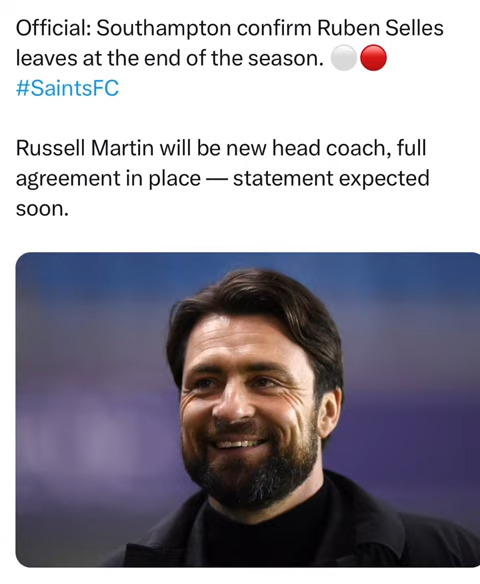 Official: Southampton confirm Ruben Selles
leaves at the end of the season. ⚪🔴
#SaintsFC
Russell Martin will be new head coach, full
agreement in place — statement expected
soon.